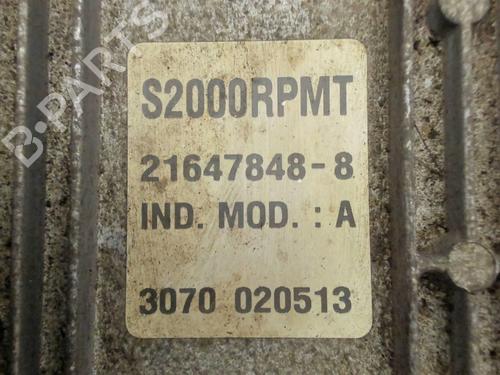 B-PARTS
S2000RPMT
21647848-8
IND. MOD. : A
3070 020513